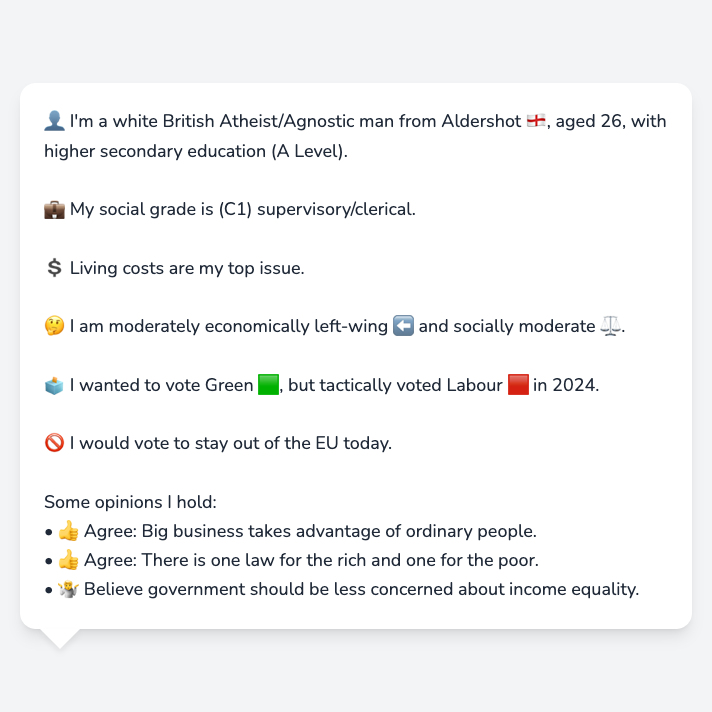 👤 I'm a white British Atheist/Agnostic man from Aldershot 🏴󠁧󠁢󠁥󠁮󠁧󠁿, aged 26, with
higher secondary education (A Level).
💼 My social grade is (C1) supervisory/clerical.
💲 Living costs are my top issue.
🤔 I am moderately economically left-wing ⬅️ and socially moderate ⚖️.
🗳️ I wanted to vote Green 🟩, but tactically voted Labour 🟥 in 2024.
🚫 I would vote to stay out of the EU today.
Some opinions I hold:
• 👍 Agree: Big business takes advantage of ordinary people.
• 👍 Agree: There is one law for the rich and one for the poor.
• 🤷 Believe government should be less concerned about income equality.